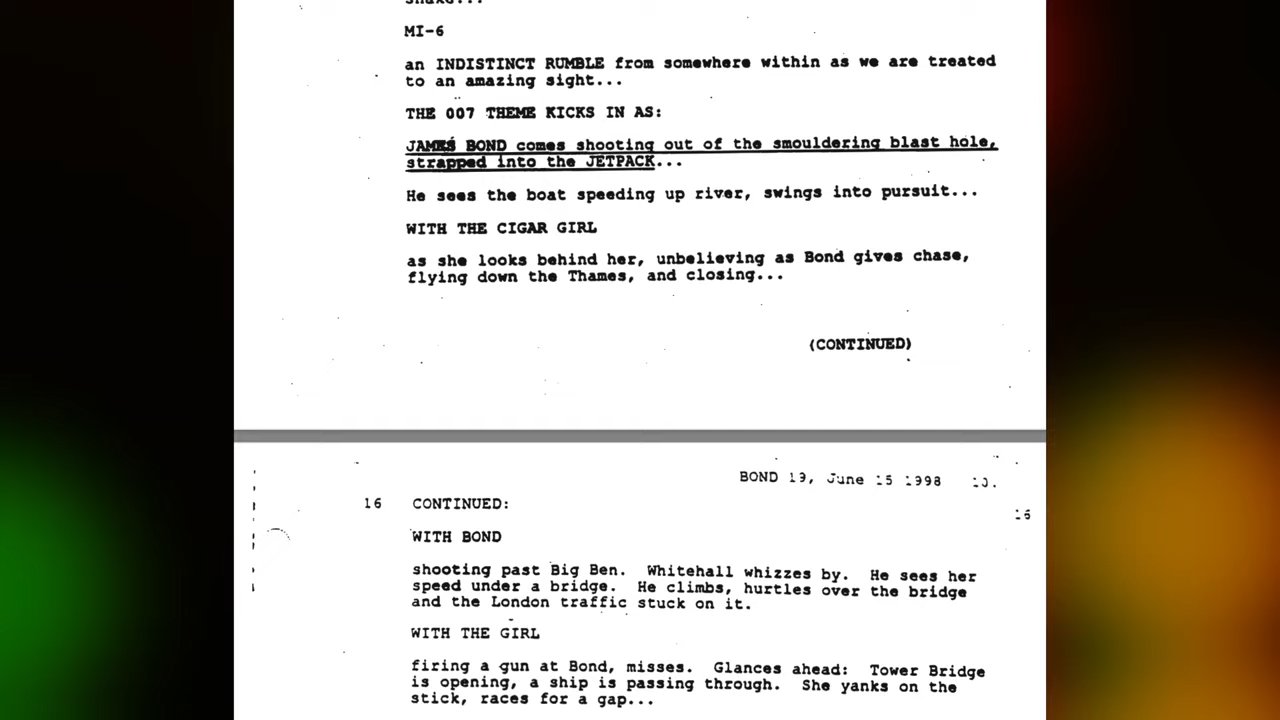 MI-6
an INDISTINCT RUMBLE from somewhere within as we are treated
to an amazing sight...
THE 007 THEME KICKS IN AS:
JAMES BOND comes shooting out of the smouldering blast hole,
strapped into the JETPACK...
He sees the boat speeding up river, swings into pursuit...
WITH THE CIGAR GIRL
as she looks behind her, unbelieving as Bond gives chase,
flying down the Thames, and closing...
(CONTINUED)
BOND 19, June 15 1998 10.
16 CONTINUED: 16
WITH BOND
shooting past Big Ben. Whitehall whizzes by. He sees her
speed under a bridge. He climbs, hurtles over the bridge
and the London traffic stuck on it.
WITH THE GIRL
firing a gun at Bond, misses. Glances ahead: Tower Bridge
is opening, a ship is passing through. She yanks on the
stick, races for a gap...